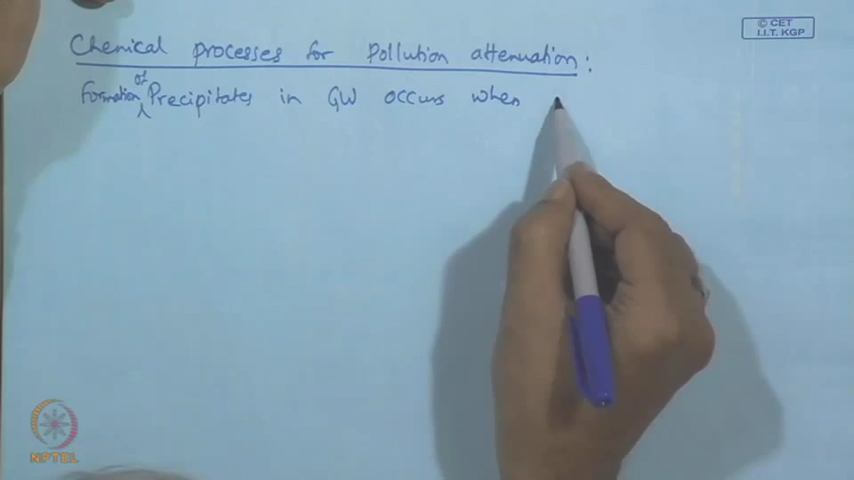 © CET
I.I.T. KGP
Chemical processes for Pollution attenuation :
Formation of Precipitates in GW occurs when
NPTEL